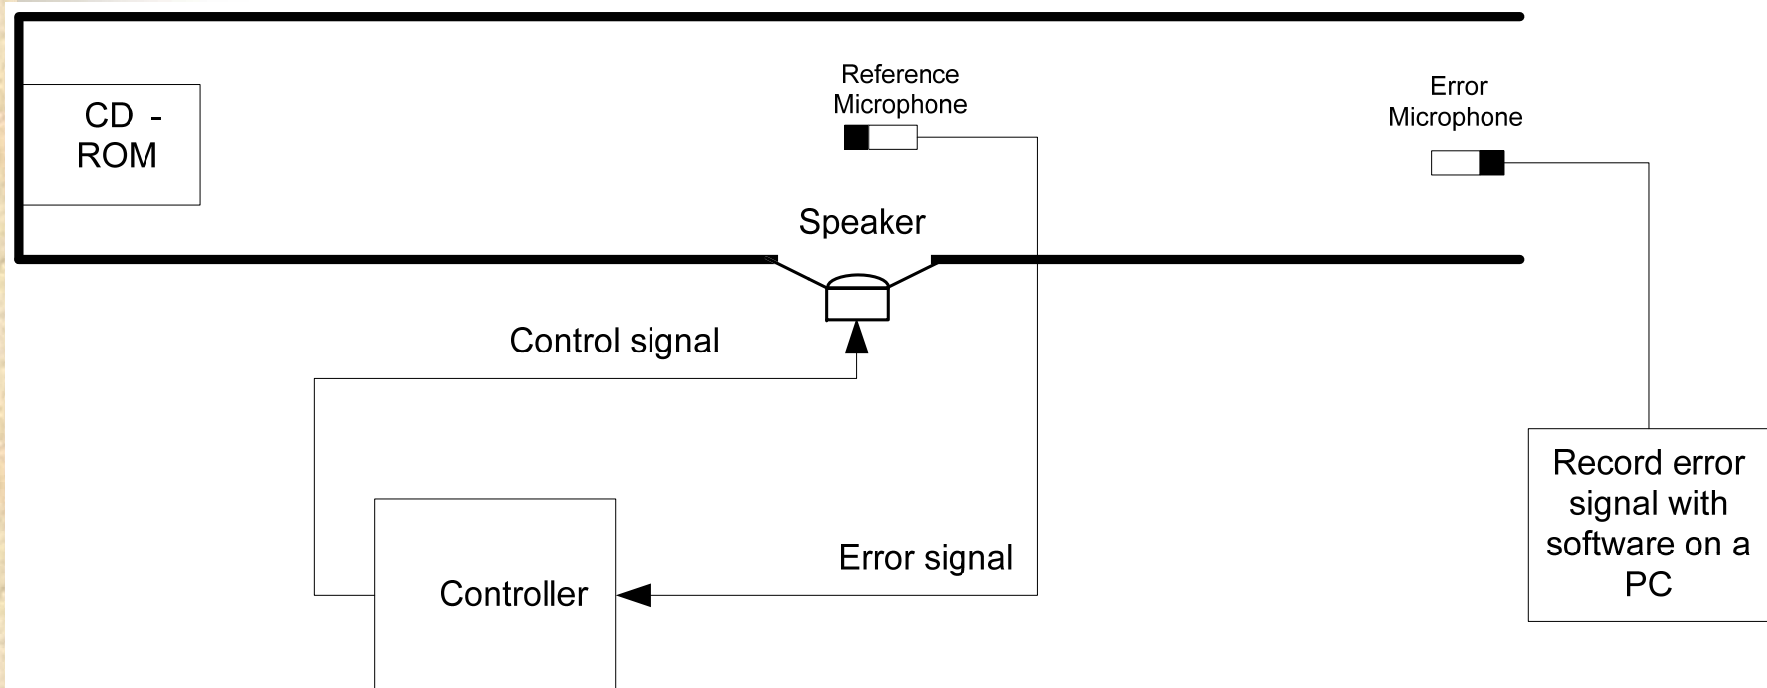 CD -
ROM
Reference
Microphone
Error
Microphone
Speaker
Control signal
Error signal
Controller
Record error
signal with
software on a
PC